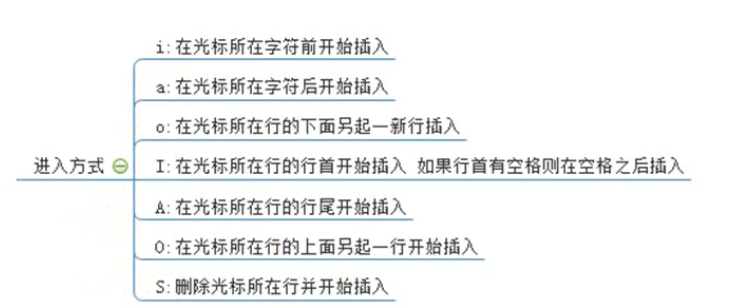 i:在光标所在字符前开始插入
a:在光标所在字符后开始插入
o:在光标所在行的下面另起一新行插入
进入方式
I:在光标所在行的行首开始插入 如果行首有空格则在空格之后插入
A:在光标所在行的行尾开始插入
O:在光标所在行的上面另起一行开始插入
S:删除光标所在行并开始插入